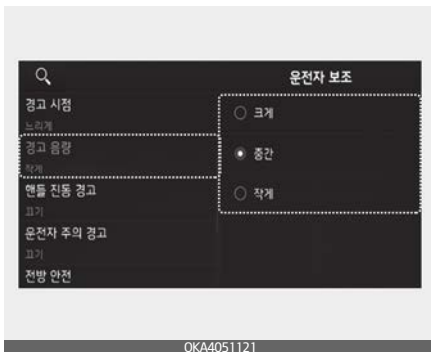 운전자 보조
경고 시점
느리게
경고 음량
작게
핸들 진동 경고
끄기
운전자 주의 경고
끄기
전방 안전
크게
중간
작게
OKA4051121